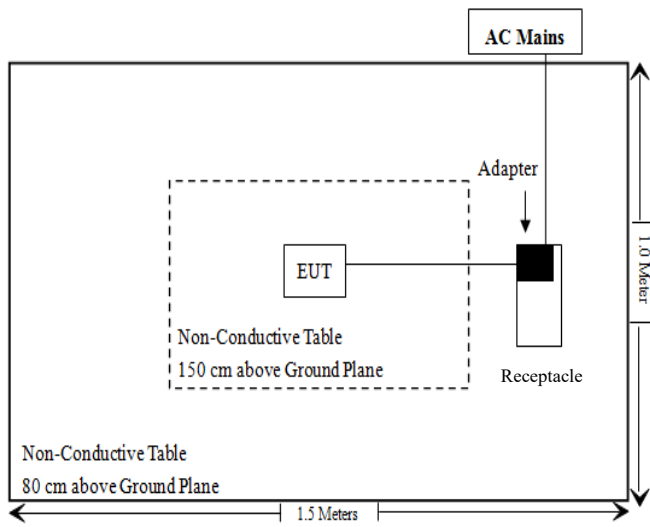 AC Mains
Adapter
EUT
1.0 Meter
Non-Conductive Table
150 cm above Ground Plane
Receptacle
Non-Conductive Table
80 cm above Ground Plane
1.5 Meters